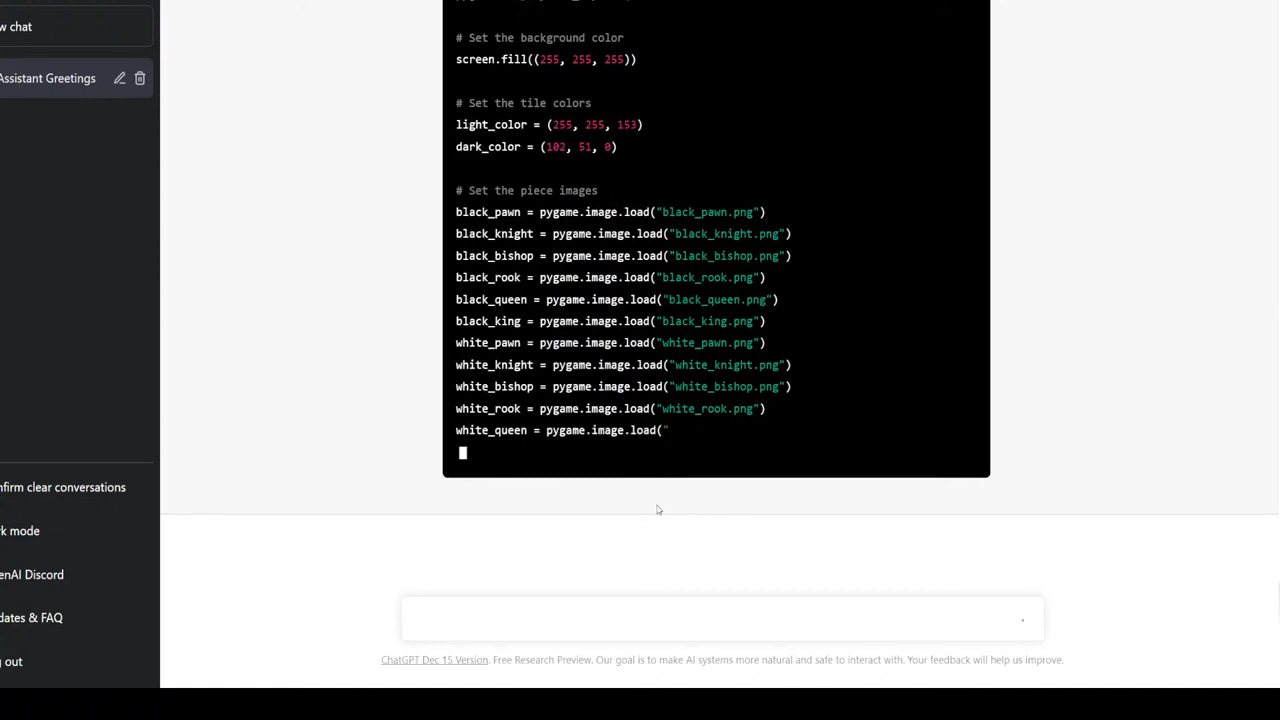 w chat
Assistant Greetings
# Set the background color
screen.fill((255, 255, 255))
# Set the tile colors
light_color = (255, 255, 153)
dark_color = (102, 51, 0)
# Set the piece images
black_pawn = pygame.image.load("black_pawn.png")
black_knight = pygame.image.load("black_knight.png")
black_bishop = pygame.image.load("black_bishop.png")
black_rook = pygame.image.load("black_rook.png")
black_queen = pygame.image.load("black_queen.png")
black_king = pygame.image.load("black_king.png")
white_pawn = pygame.image.load("white_pawn.png")
white_knight = pygame.image.load("white_knight.png")
white_bishop = pygame.image.load("white_bishop.png")
white_rook = pygame.image.load("white_rook.png")
white_queen = pygame.image.load("
nfirm clear conversations
rk mode
enAI Discord
dates & FAQ
g out
ChatGPT Dec 15 Version. Free Research Preview. Our goal is to make AI systems more natural and safe to interact with. Your feedback will help us improve.